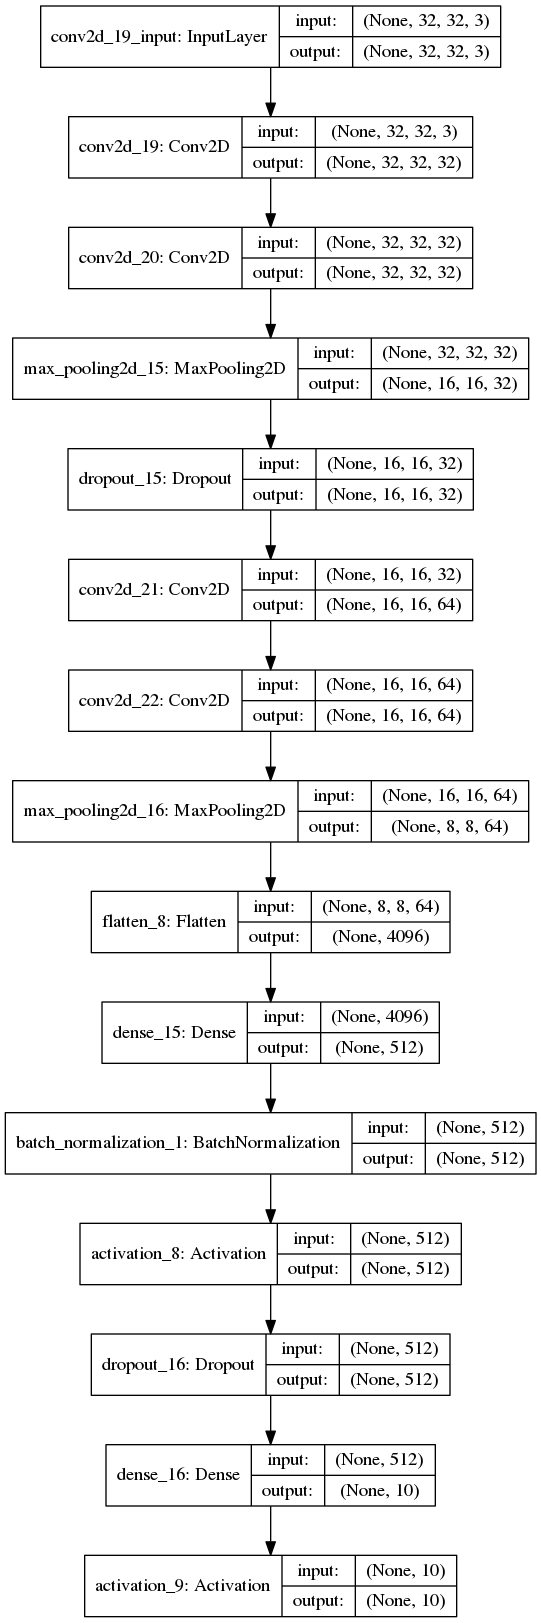 conv2d_19_input: InputLayer
input: (None, 32, 32, 3)
output: (None, 32, 32, 3)
conv2d_19: Conv2D
input: (None, 32, 32, 3)
output: (None, 32, 32, 32)
conv2d_20: Conv2D
input: (None, 32, 32, 32)
output: (None, 32, 32, 32)
max_pooling2d_15: MaxPooling2D
input: (None, 32, 32, 32)
output: (None, 16, 16, 32)
dropout_15: Dropout
input: (None, 16, 16, 32)
output: (None, 16, 16, 32)
conv2d_21: Conv2D
input: (None, 16, 16, 32)
output: (None, 16, 16, 64)
conv2d_22: Conv2D
input: (None, 16, 16, 64)
output: (None, 16, 16, 64)
max_pooling2d_16: MaxPooling2D
input: (None, 16, 16, 64)
output: (None, 8, 8, 64)
flatten_8: Flatten
input: (None, 8, 8, 64)
output: (None, 4096)
dense_15: Dense
input: (None, 4096)
output: (None, 512)
batch_normalization_1: BatchNormalization
input: (None, 512)
output: (None, 512)
activation_8: Activation
input: (None, 512)
output: (None, 512)
dropout_16: Dropout
input: (None, 512)
output: (None, 512)
dense_16: Dense
input: (None, 512)
output: (None, 10)
activation_9: Activation
input: (None, 10)
output: (None, 10)